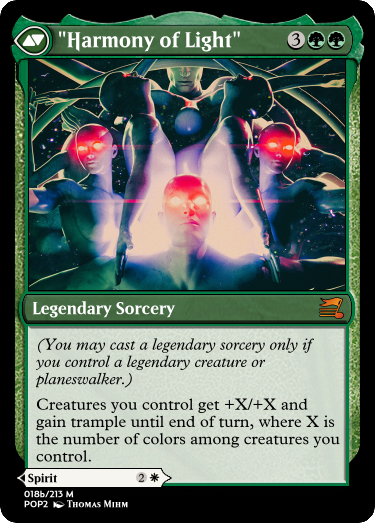 "Harmony of Light" 3
Legendary Sorcery
(You may cast a legendary sorcery only if
you control a legendary creature or
planeswalker.)
Creatures you control get +X/+X and
gain trample until end of turn, where X is
the number of colors among creatures you
control.
Spirit 2
018b/213 M
POP2 Thomas Mihm